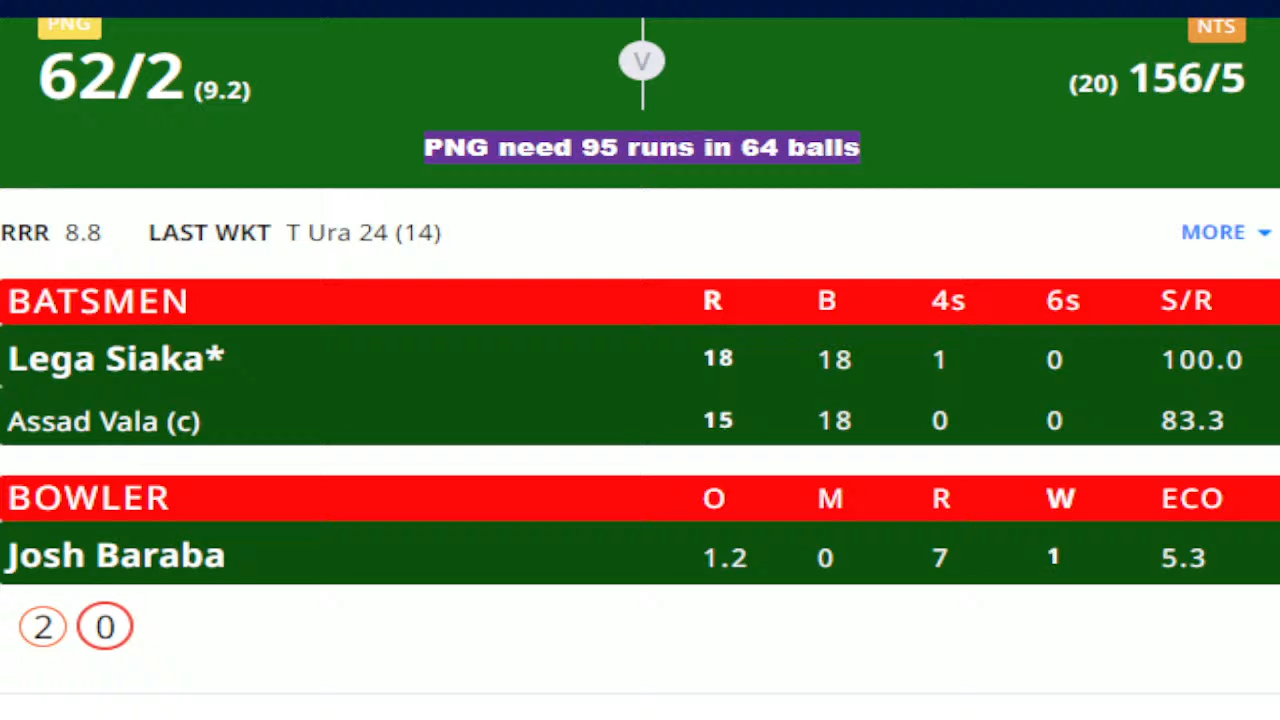 PNG
NTS
62/2 (9.2)
V
(20) 156/5
PNG need 95 runs in 64 balls
RRR 8.8 LAST WKT T Ura 24 (14)
MORE
BATSMEN R B 4s 6s S/R
Lega Siaka* 18 18 1 0 100.0
Assad Vala (c) 15 18 0 0 83.3
BOWLER O M R W ECO
Josh Baraba 1.2 0 7 1 5.3
2 0